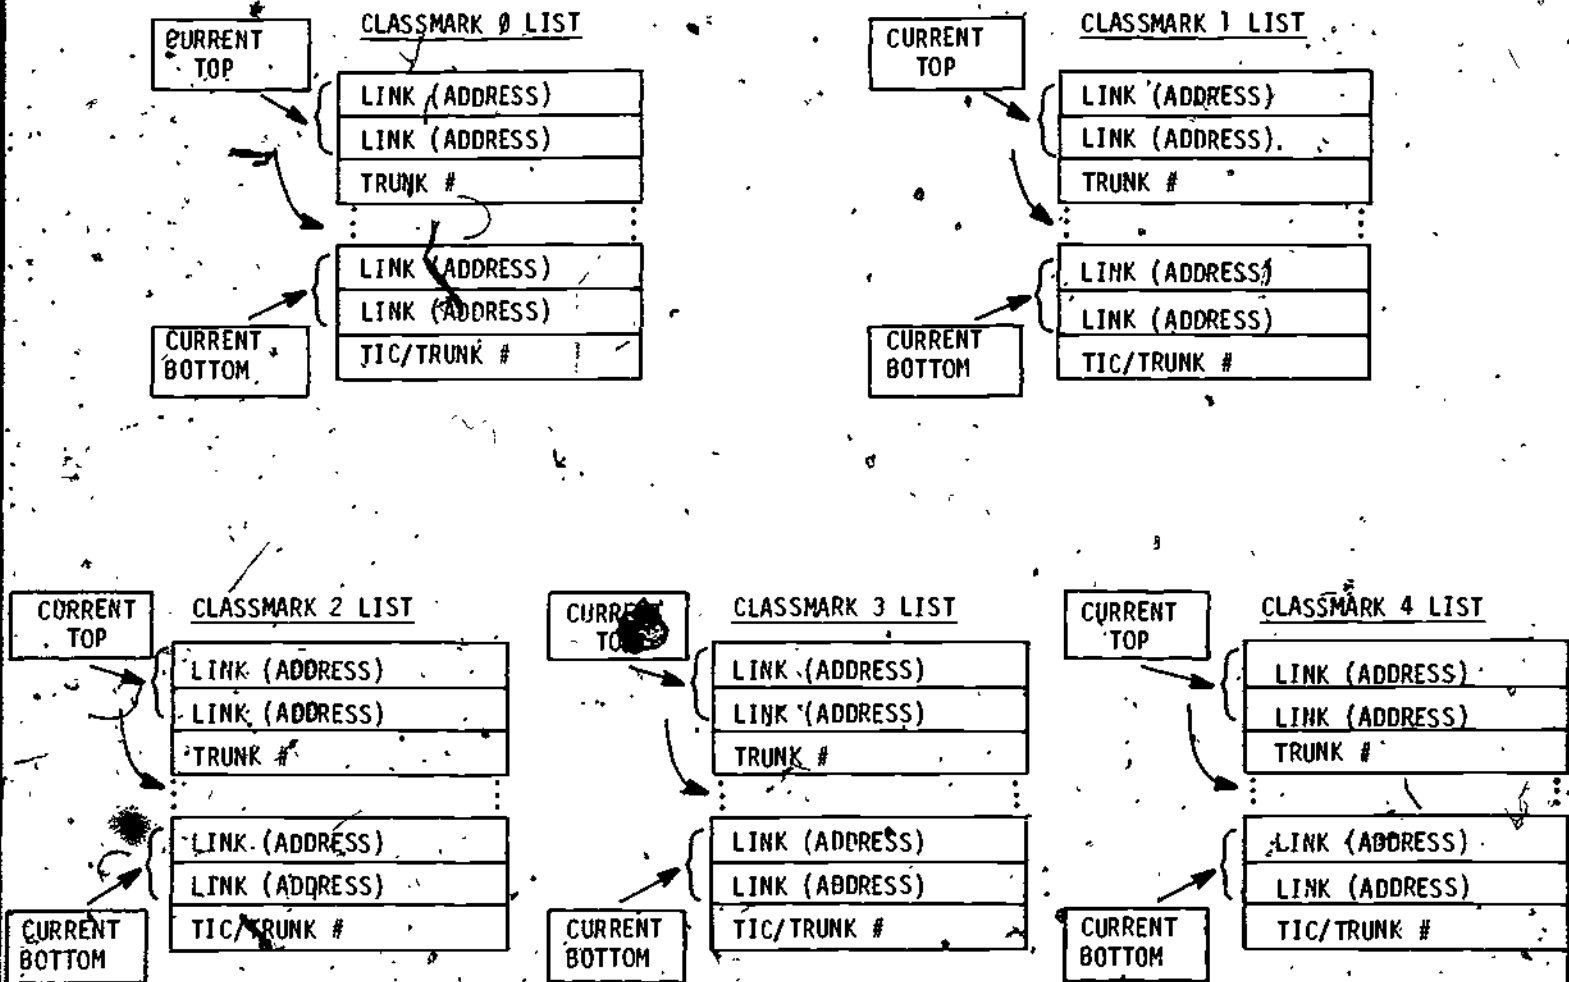 CURRENT
TOP
CLASSMARK 0 LIST
LINK (ADDRESS)
LINK (ADDRESS)
TRUNK #
LINK (ADDRESS)
LINK (ADDRESS)
TIC/TRUNK #
CURRENT
BOTTOM
CURRENT
TOP
CLASSMARK 1 LIST
LINK (ADDRESS)
LINK (ADDRESS)
TRUNK #
LINK (ADDRESS)
LINK (ADDRESS)
TIC/TRUNK #
CURRENT
BOTTOM
CURRENT
TOP
CLASSMARK 2 LIST
LINK (ADDRESS)
LINK (ADDRESS)
TRUNK #
LINK (ADDRESS)
LINK (ADDRESS)
TIC/TRUNK #
CURRENT
BOTTOM
CURRENT
TOP
CLASSMARK 3 LIST
LINK (ADDRESS)
LINK (ADDRESS)
TRUNK #
LINK (ADDRESS)
LINK (ADDRESS)
TIC/TRUNK #
CURRENT
BOTTOM
CURRENT
TOP
CLASSMARK 4 LIST
LINK (ADDRESS)
LINK (ADDRESS)
TRUNK #
LINK (ADDRESS)
LINK (ADDRESS)
TIC/TRUNK #
CURRENT
BOTTOM